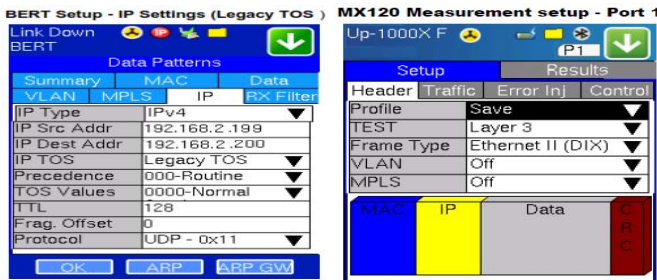 BERT Setup - IP Settings (Legacy TOS )
Link Down
BERT
Data Patterns
Summary MAC Data
VLAN MPLS IP RX Filter
IP Type IPv4
IP Src Addr 192.168.2.199
IP Dest Addr 192.168.2.200
IP TOS Legacy TOS
Precedence 000-Routine
TOS Values 0000-Normal
TTL 128
Frag. Offset 0
Protocol UDP - 0x11
OK ARP ARP GW
MX120 Measurement setup - Port 1
Up-1000X F
P1
Setup Results
Header Traffic Error Inj Control
Profile Save
TEST Layer 3
Frame Type Ethernet II (DIX)
VLAN Off
MPLS Off
MAC IP Data CRC